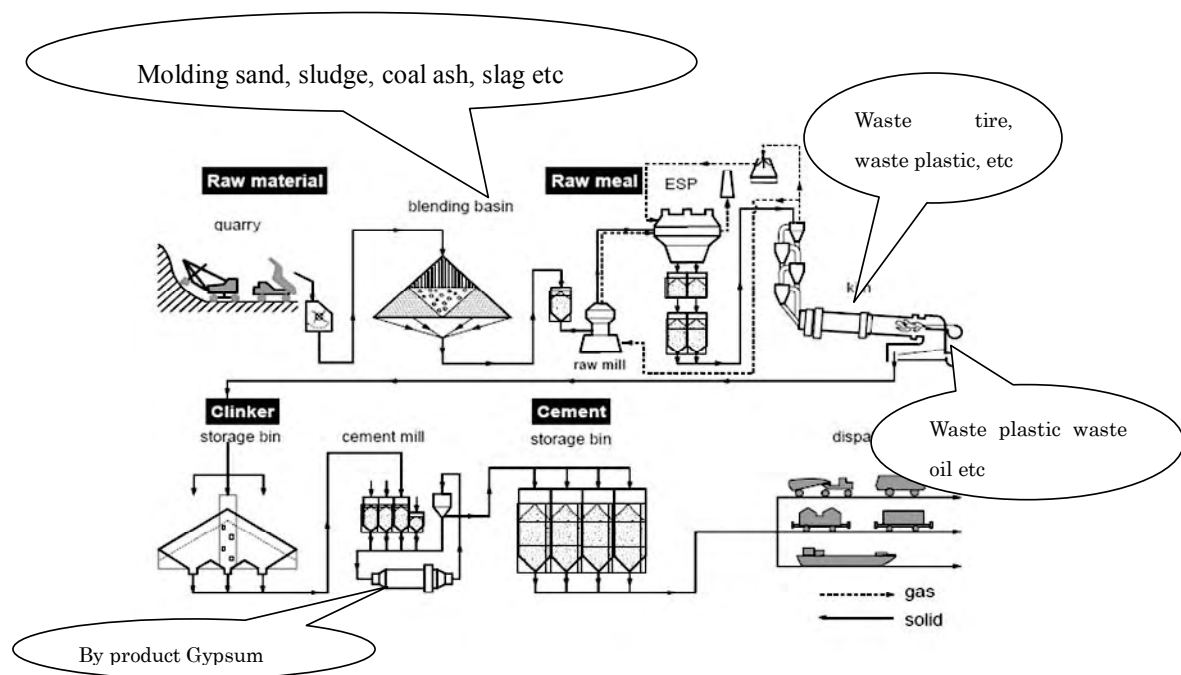 Molding sand, sludge, coal ash, slag etc
Waste tire,
waste plastic, etc
Raw material
Raw meal
ESP
blending basin
quarry
raw mill
Clinker
Cement
storage bin
cement mill
storage bin
Waste plastic waste
oil etc
gas
solid
By product Gypsum